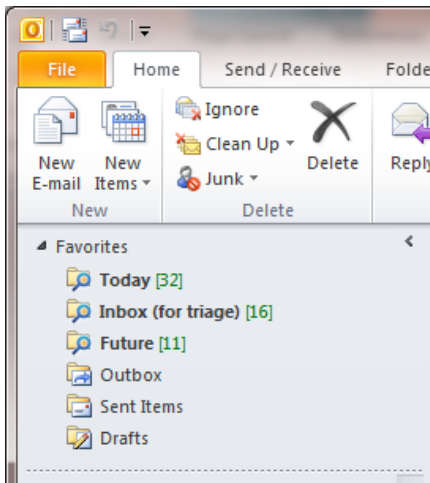 File Home Send / Receive Folde
Ignore
Clean Up
Junk
New
E-mail
New
Items
Delete
Reply
New
Delete
Favorites
Today [32]
Inbox (for triage) [16]
Future [11]
Outbox
Sent Items
Drafts